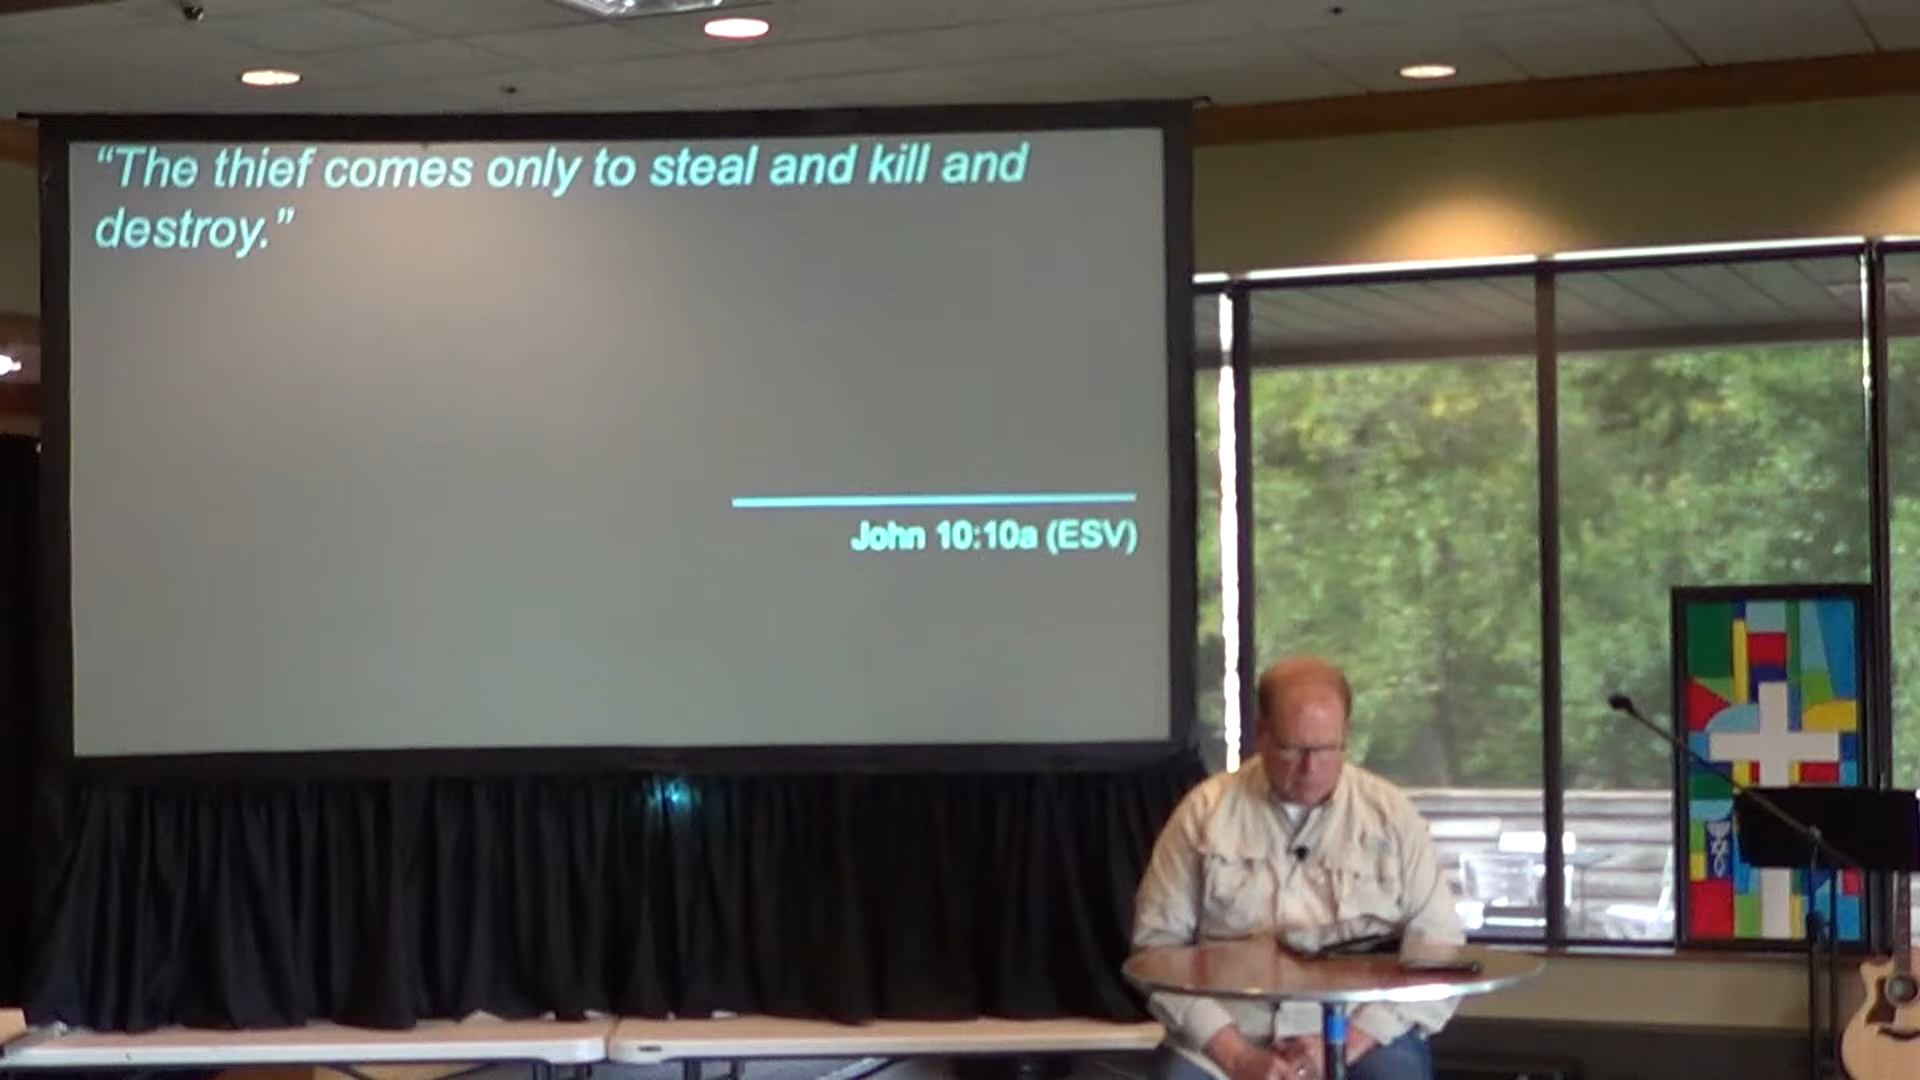 “The thief comes only to steal and kill and
destroy.”
John 10:10a (ESV)